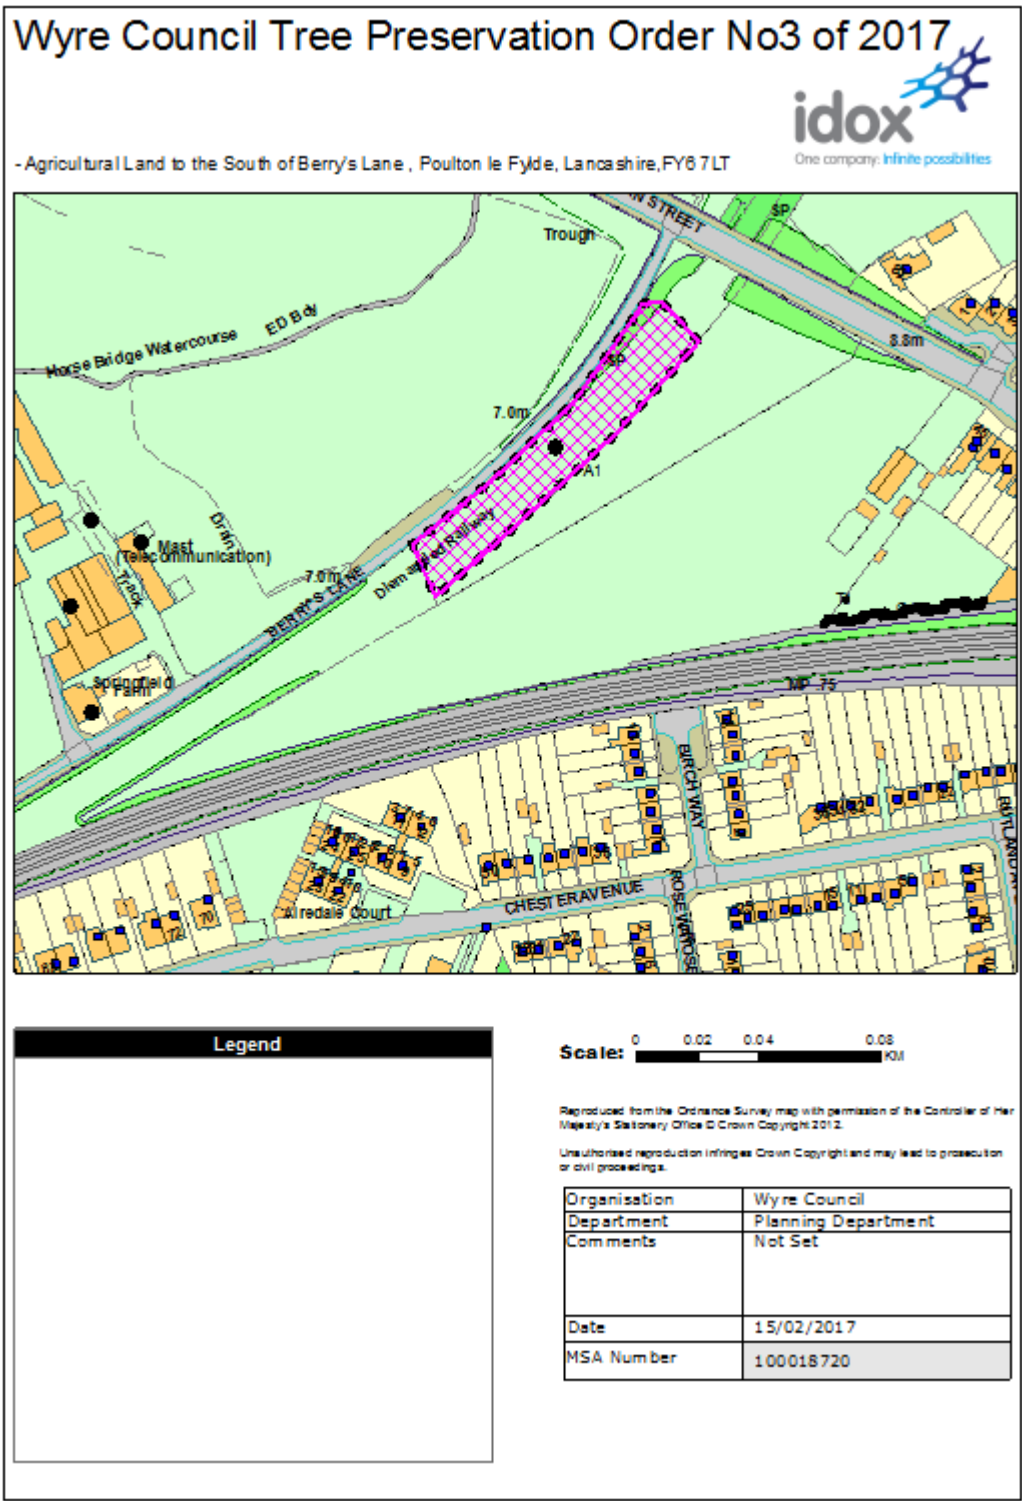 Wyre Council Tree Preservation Order No3 of 2017
idox
One company: Infinite possibilities
- Agricultural Land to the South of Berry's Lane , Poulton le Fylde, Lancashire,FY6 7LT
N STREET
SP
Trough
ED Bdy
Horse Bridge Watercourse
8.8m
SP
7.0m
A1
Drain
Mast
(Telecommunication)
Track
7.0m
BERRY'S LANE
Dismantled Railway
Springfield
Farm
MP .75
BIRCH WAY
CHESTER AVENUE
Airedale Court
70
72
Legend
Scale:
0 0.02 0.04 0.08
KM
Reproduced from the Ordnance Survey map with permission of the Controller of Her
Majesty's Stationery Office © Crown Copyright 2012.
Unauthorised reproduction infringes Crown Copyright and may lead to prosecution
or civil proceedings.
Organisation Wyre Council
Department Planning Department
Comments Not Set
Date 15/02/2017
MSA Number 100018720